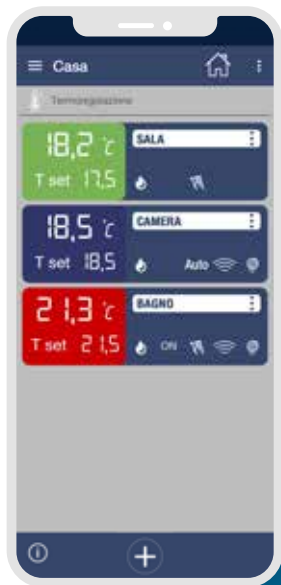 Casa
Termoregolazione
18,2 °C
SALA
T set 17,5
18,5 °C
CAMERA
T set 18,5
Auto
21,3 °C
BAGNO
T set 21,5
ON